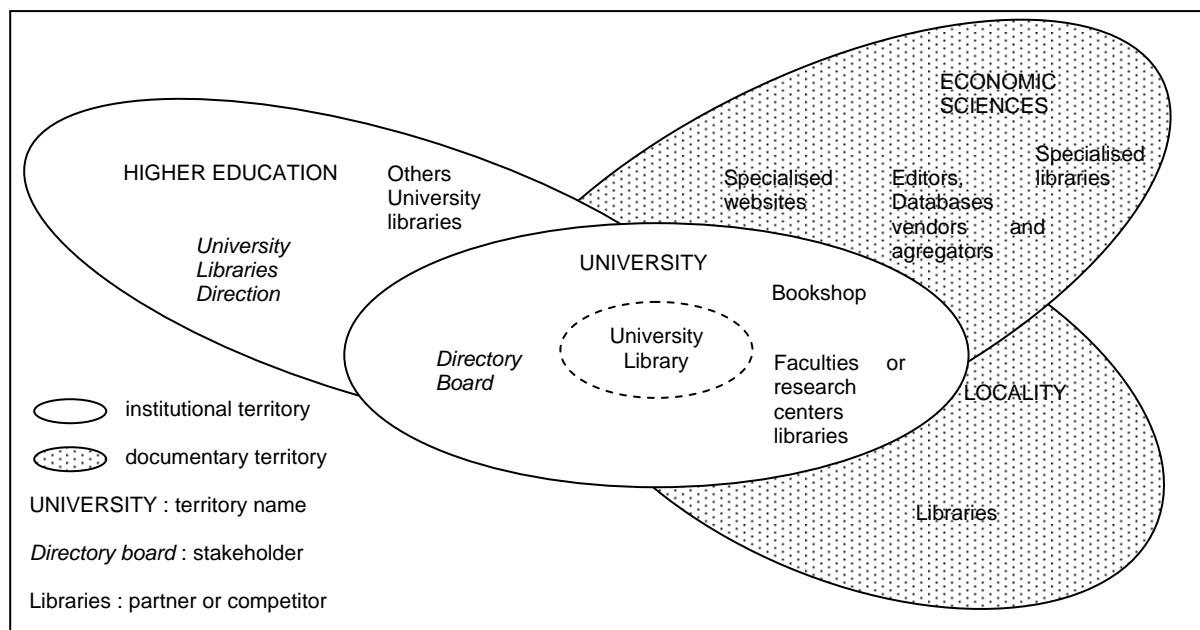 ECONOMIC
SCIENCES
HIGHER EDUCATION
Others
University
libraries
Specialised
websites
Editors,
Databases
vendors and
agregators
Specialised
libraries
University
Libraries
Direction
UNIVERSITY
Bookshop
University
Library
Directory
Board
Faculties or
research
centers
libraries
LOCALITY
Libraries
institutional territory
documentary territory
UNIVERSITY : territory name
Directory board : stakeholder
Libraries : partner or competitor